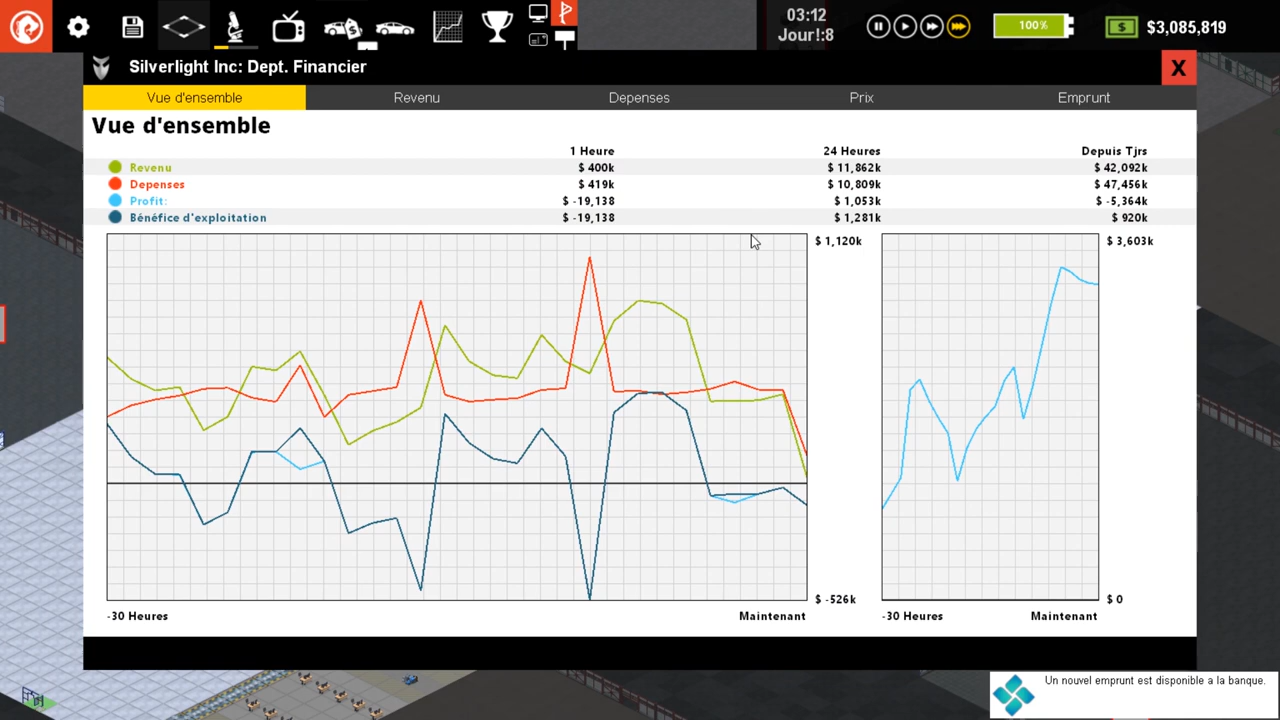 03:12
Jour!:8
100%
$3,085,819
Silverlight Inc: Dept. Financier
X
Vue d'ensemble Revenu Depenses Prix Emprunt
Vue d'ensemble
1 Heure 24 Heures Depuis Tjrs
Revenu $ 400k $ 11,862k $ 42,092k
Depenses $ 419k $ 10,809k $ 47,456k
Profit: $ -19,138 $ 1,053k $ -5,364k
Bénéfice d'exploitation $ -19,138 $ 1,281k $ 920k
$ 1,120k $ 3,603k
$ -526k $ 0
-30 Heures Maintenant -30 Heures Maintenant
Un nouvel emprunt est disponible a la banque.